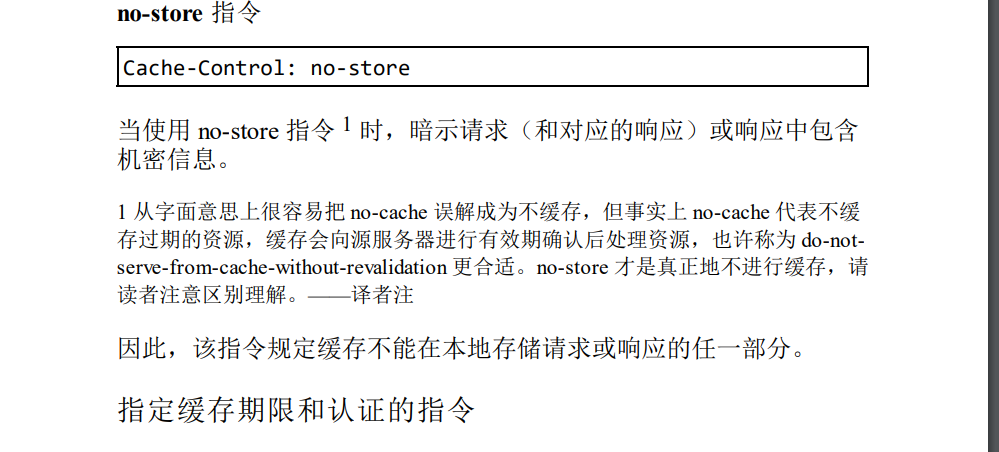 no-store 指令
Cache-Control: no-store
当使用 no-store 指令 1 时，暗示请求（和对应的响应）或响应中包含
机密信息。
1 从字面意思上很容易把 no-cache 误解成为不缓存，但事实上 no-cache 代表不缓
存过期的资源，缓存会向源服务器进行有效期确认后处理资源，也许称为 do-not-
serve-from-cache-without-revalidation 更合适。no-store 才是真正地不进行缓存，请
读者注意区别理解。——译者注
因此，该指令规定缓存不能在本地存储请求或响应的任一部分。
指定缓存期限和认证的指令